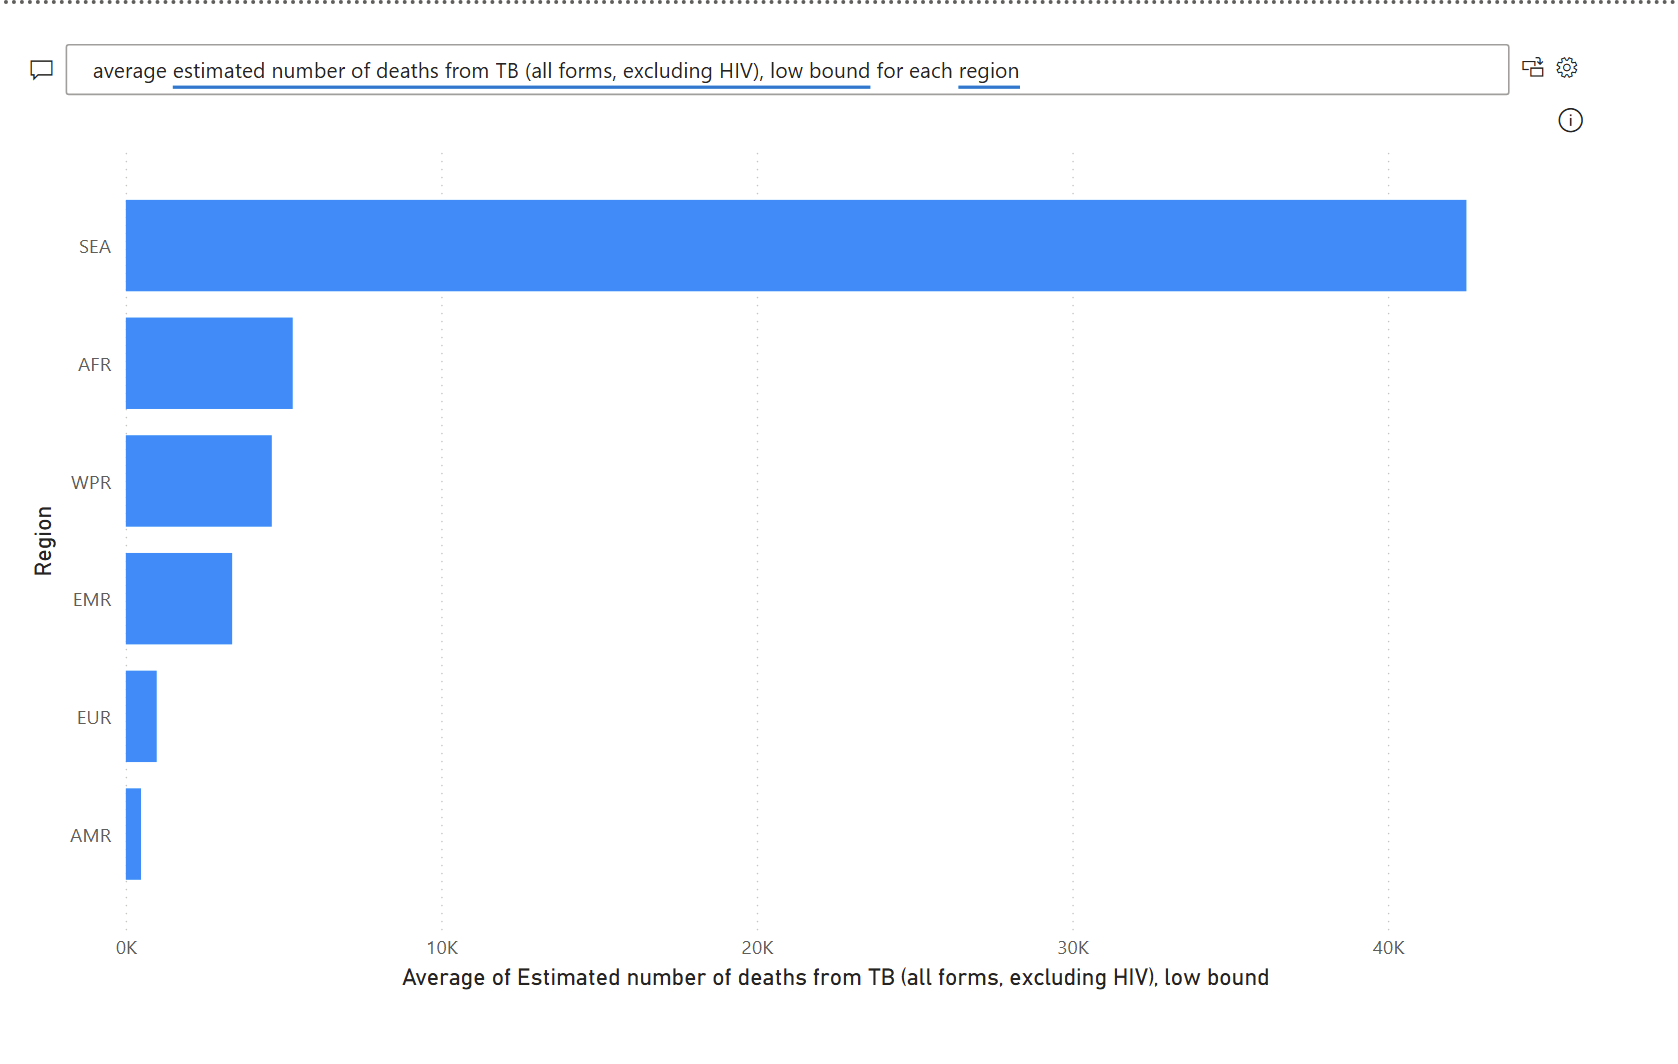 average estimated number of deaths from TB (all forms, excluding HIV), low bound for each region
SEA
AFR
WPR
EMR
EUR
AMR
Region
0K 10K 20K 30K 40K
Average of Estimated number of deaths from TB (all forms, excluding HIV), low bound